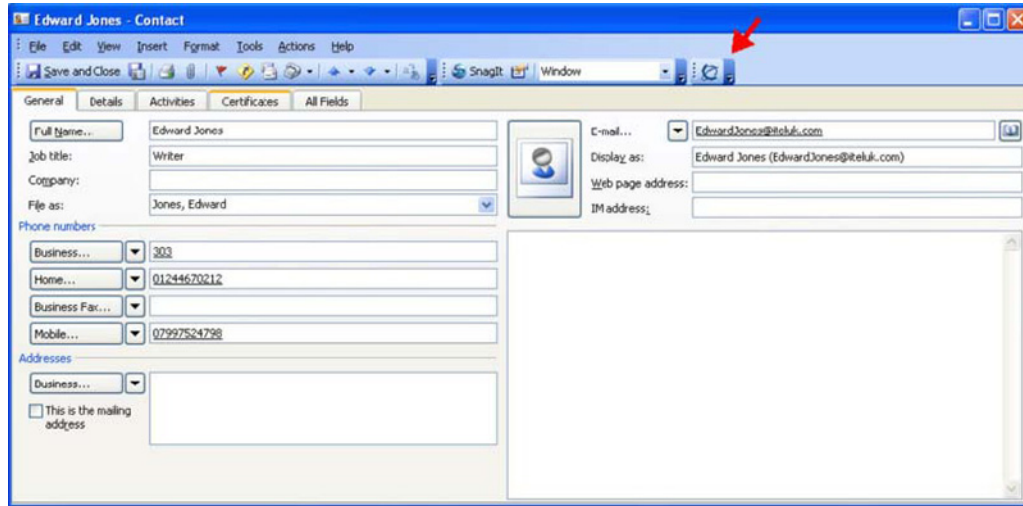 Edward Jones - Contact
File Edit View Insert Format Tools Actions Help
Save and Close SnagIt Window
General Details Activities Certificates All Fields
Full Name... Edward Jones
Job title: Writer
Company:
File as: Jones, Edward
Phone numbers
Business... 303
Home... 01244670212
Business Fax...
Mobile... 07997524798
Addresses
Business...
This is the mailing
address
E-mail... EdwardJones@iteluk.com
Display as: Edward Jones (EdwardJones@iteluk.com)
Web page address:
IM address: